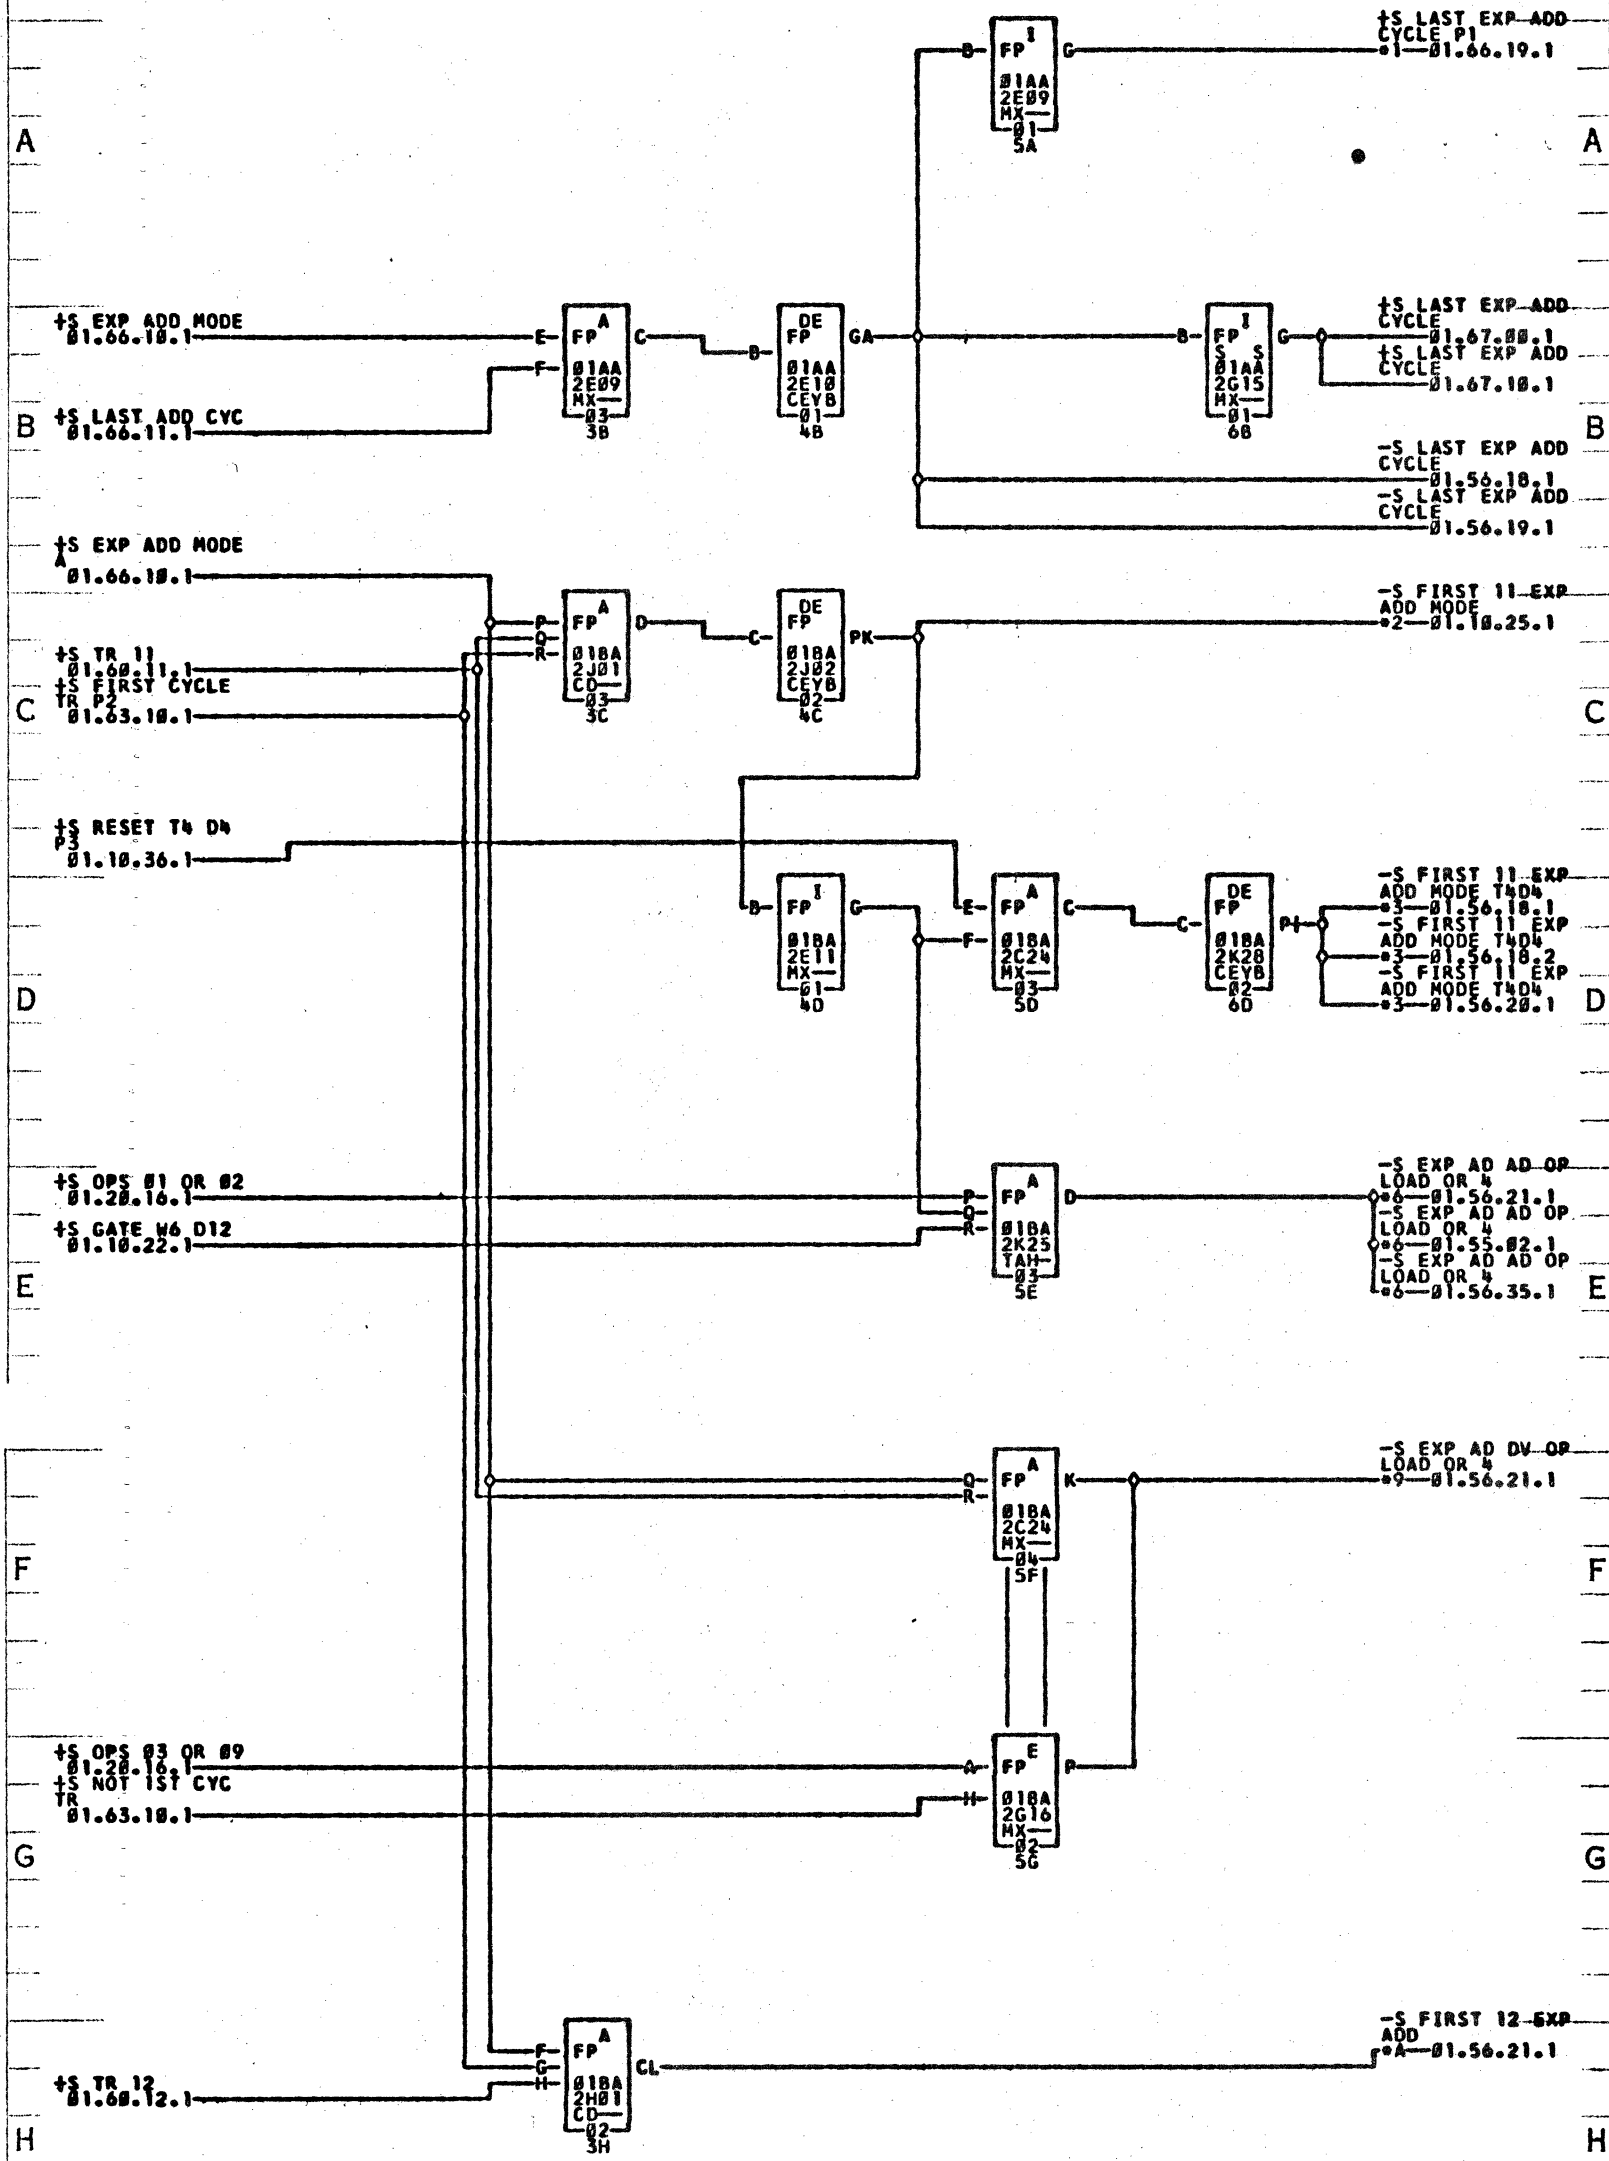 +S LAST EXP ADD
CYCLE P1
*1—01.66.19.1
B
I
FP
G
01AA
2E09
MX—
01
5A
A
A
+S EXP ADD MODE
01.66.10.1
E
F
A
FP
C
01AA
2E09
MX—
03
3B
B
DE
FP
GA
01AA
2E10
CEYB
01
4B
B
I
FP
G
S S
01AA
2G15
MX—
01
6B
+S LAST EXP ADD
CYCLE
01.67.00.1
+S LAST EXP ADD
CYCLE
01.67.10.1
+S LAST ADD CYC
01.66.11.1
B
B
-S LAST EXP ADD
CYCLE
01.56.18.1
-S LAST EXP ADD
CYCLE
01.56.19.1
+S EXP ADD MODE
A
01.66.10.1
P
Q
R
A
FP
D
01BA
2J01
CD—
03
3C
C
DE
FP
PK
01BA
2J02
CEYB
02
4C
-S FIRST 11 EXP
ADD MODE
*2—01.10.25.1
+S TR 11
01.60.11.1
+S FIRST CYCLE
TR P2
01.63.10.1
C
C
+S RESET T4 D4
P3
01.10.36.1
B
I
FP
G
01BA
2E11
MX—
01
4D
E
F
A
FP
C
01BA
2C24
MX—
03
5D
C
DE
FP
PH
01BA
2K28
CEYB
02
6D
-S FIRST 11 EXP
ADD MODE T4D4
*3—01.56.18.1
-S FIRST 11 EXP
ADD MODE T4D4
*3—01.56.18.2
-S FIRST 11 EXP
ADD MODE T4D4
*3—01.56.20.1
D
D
+S OPS 01 OR 02
01.20.16.1
+S GATE W6 D12
01.10.22.1
P
Q
R
A
FP
D
01BA
2K25
TAH-
03
5E
-S EXP AD AD OP
LOAD OR 4
*6—01.56.21.1
-S EXP AD AD OP
LOAD OR 4
*6—01.55.02.1
-S EXP AD AD OP
LOAD OR 4
*6—01.56.35.1
E
E
Q
R
A
FP
K
01BA
2C24
MX—
04
5F
-S EXP AD DV OP
LOAD OR 4
*9—01.56.21.1
F
F
+S OPS 03 OR 09
01.20.16.1
+S NOT 1ST CYC
TR
01.63.10.1
A
H
E
FP
P
01BA
2G16
MX—
02
5G
G
G
F
G
H
A
FP
CL
01BA
2H01
CD—
02
3H
-S FIRST 12 EXP
ADD
*A—01.56.21.1
+S TR 12
01.60.12.1
H
H